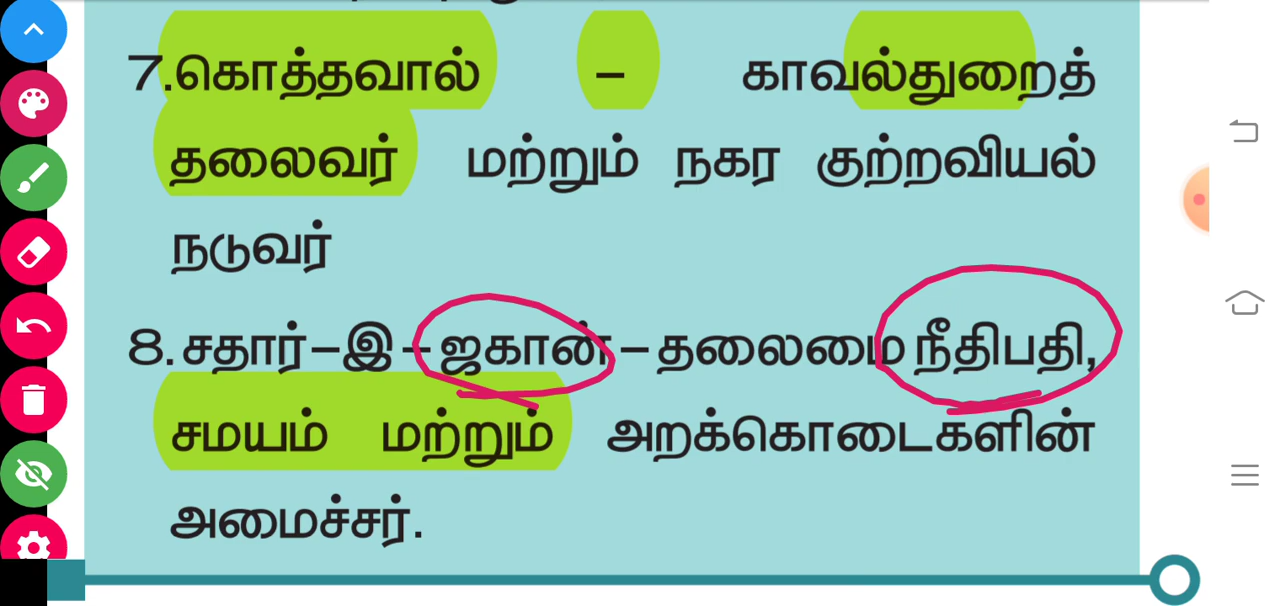 7.கொத்தவால் – காவல்துறைத்
தலைவர் மற்றும் நகர குற்றவியல்
நடுவர்
8.சதார்–இ–ஜகான்–தலைமை நீதிபதி,
சமயம் மற்றும் அறக்கொடைகளின்
அமைச்சர்.